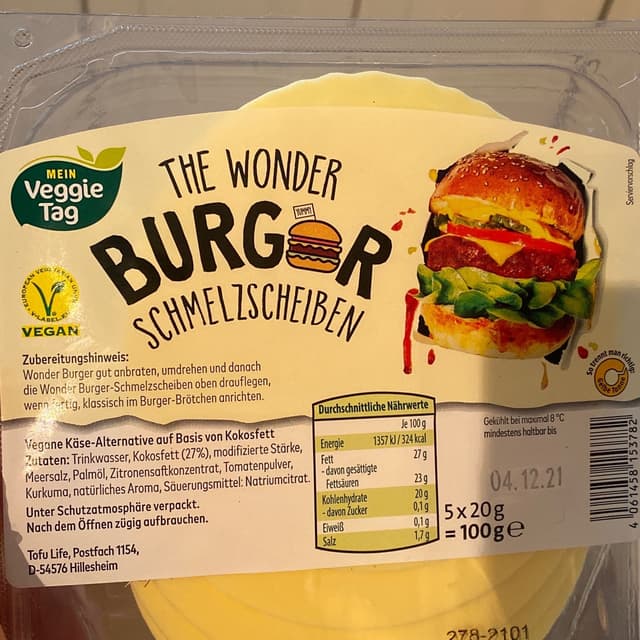 MEIN
Veggie
Tag
THE WONDER
BURGER
YUMMY
SCHMELZSCHEIBEN
Serviervorschlag
EUROPEAN VEGETARIAN UNION
V-LABEL.EU
VEGAN
Zubereitungshinweis:
Wonder Burger gut anbraten, umdrehen und danach
die Wonder Burger-Schmelzscheiben oben drauflegen,
wenn fertig, klassisch im Burger-Brötchen anrichten.
So trennt man richtig:
Gelbe Tonne
Vegane Käse-Alternative auf Basis von Kokosfett
Zutaten: Trinkwasser, Kokosfett (27%), modifizierte Stärke,
Meersalz, Palmöl, Zitronensaftkonzentrat, Tomatenpulver,
Kurkuma, natürliches Aroma, Säuerungsmittel: Natriumcitrat.
Unter Schutzatmosphäre verpackt.
Nach dem Öffnen zügig aufbrauchen.
Tofu Life, Postfach 1154,
D-54576 Hillesheim
Durchschnittliche Nährwerte
Je 100 g
Energie 1357 kJ / 324 kcal
Fett 27 g
- davon gesättigte
Fettsäuren 23 g
Kohlenhydrate 20 g
- davon Zucker 0,1 g
Eiweiß 0,1 g
Salz 1,7 g
Gekühlt bei maximal 8 °C
mindestens haltbar bis
04.12.21
5 x 20 g
= 100 g e
4 061458 153782
278-2101